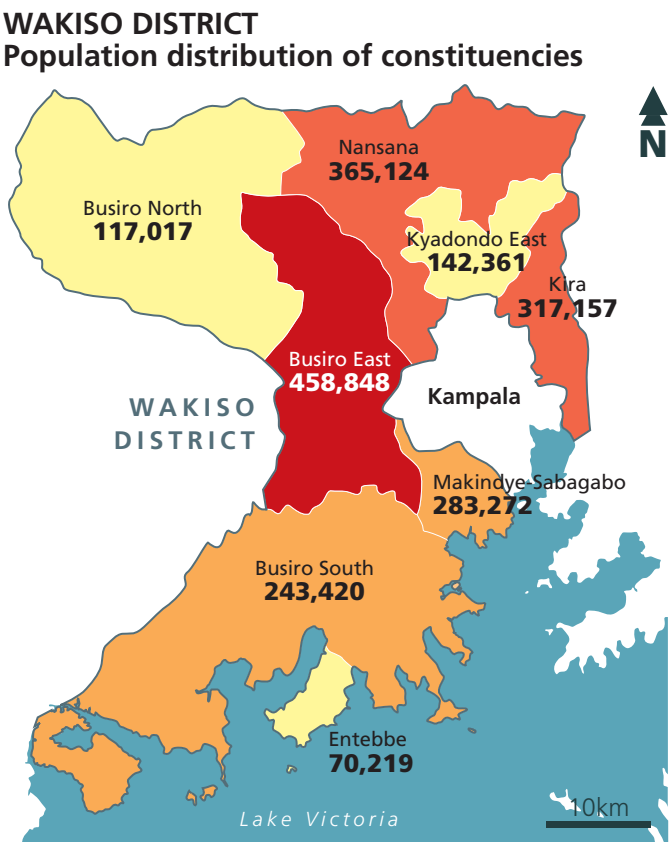 WAKISO DISTRICT
Population distribution of constituencies
N
Nansana
365,124
Busiro North
117,017
Kyadondo East
142,361
Kira
317,157
Busiro East
458,848
Kampala
WAKISO
DISTRICT
Makindye-Sabagabo
283,272
Busiro South
243,420
Entebbe
70,219
10km
Lake Victoria